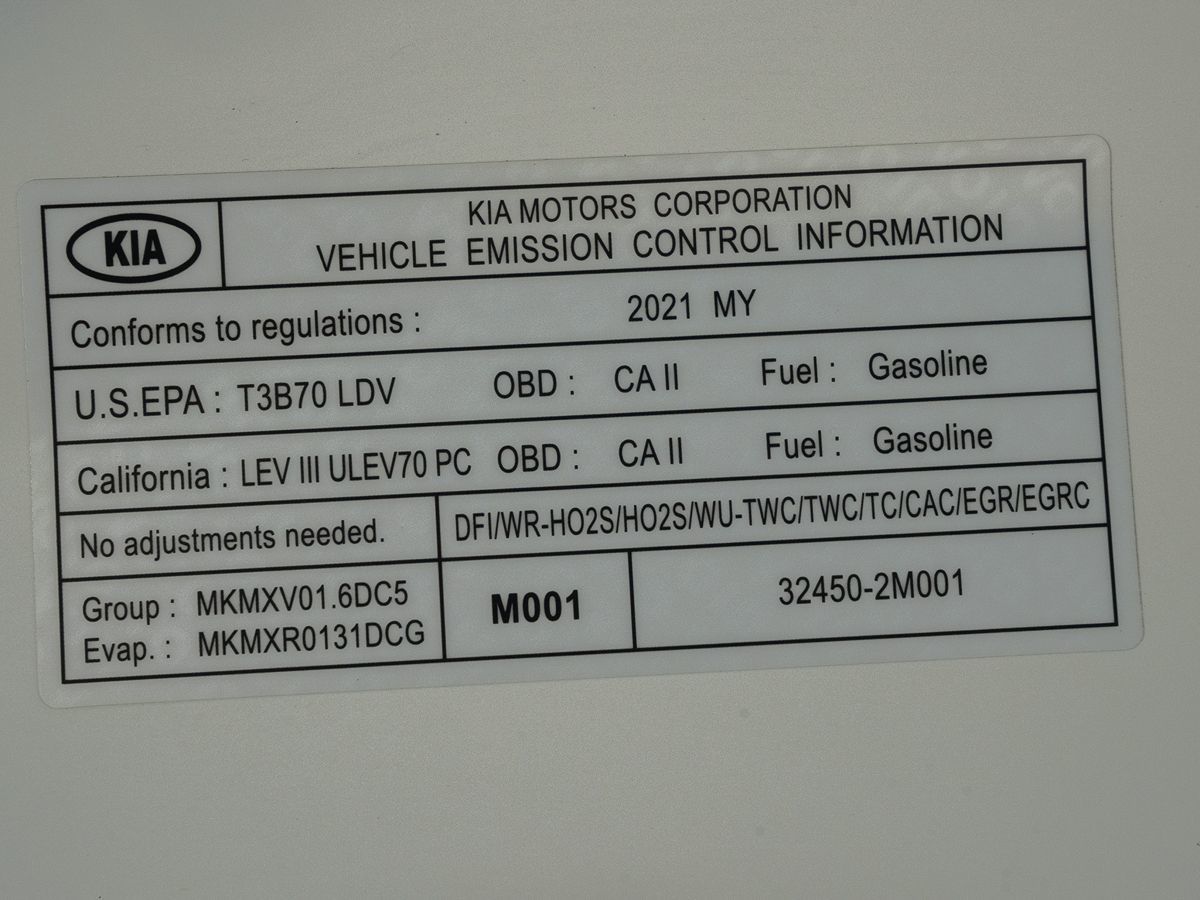 KIA
KIA MOTORS CORPORATION
VEHICLE EMISSION CONTROL INFORMATION
Conforms to regulations : 2021 MY
U.S.EPA : T3B70 LDV OBD : CA II Fuel : Gasoline
California : LEV III ULEV70 PC OBD : CA II Fuel : Gasoline
No adjustments needed. DFI/WR-HO2S/HO2S/WU-TWC/TWC/TC/CAC/EGR/EGRC
Group : MKMXV01.6DC5
Evap. : MKMXR0131DCG
M001
32450-2M001